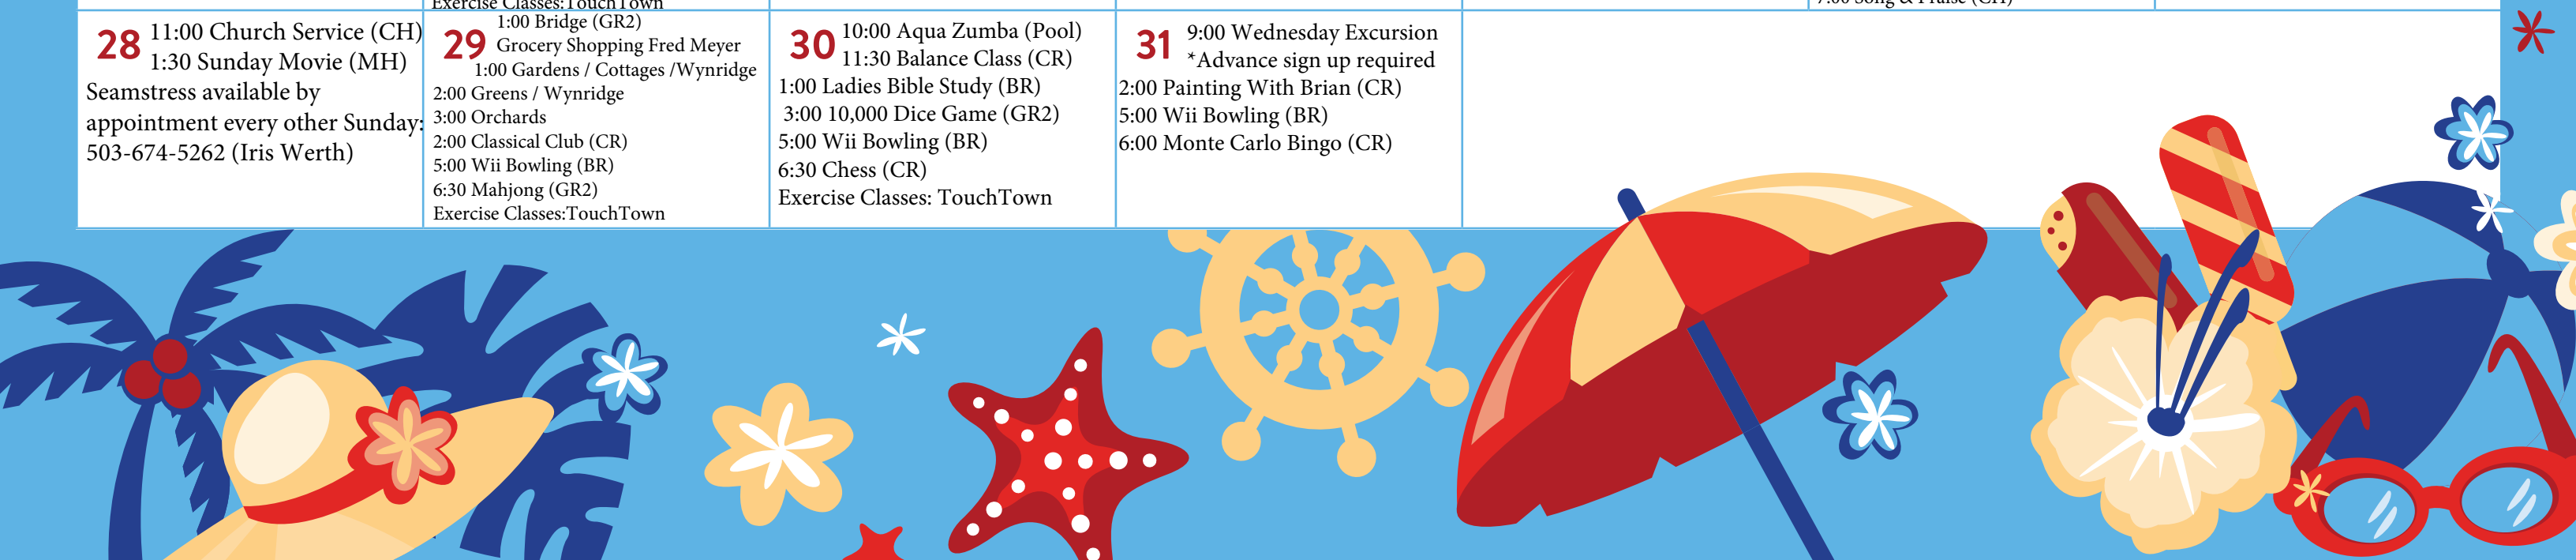 Exercise Classes:TouchTown
7:00 Song & Praise (CH)
28
11:00 Church Service (CH)
1:30 Sunday Movie (MH)
Seamstress available by
appointment every other Sunday:
503-674-5262 (Iris Werth)
29
1:00 Bridge (GR2)
Grocery Shopping Fred Meyer
1:00 Gardens / Cottages /Wynridge
2:00 Greens / Wynridge
3:00 Orchards
2:00 Classical Club (CR)
5:00 Wii Bowling (BR)
6:30 Mahjong (GR2)
Exercise Classes:TouchTown
30
10:00 Aqua Zumba (Pool)
11:30 Balance Class (CR)
1:00 Ladies Bible Study (BR)
3:00 10,000 Dice Game (GR2)
5:00 Wii Bowling (BR)
6:30 Chess (CR)
Exercise Classes: TouchTown
31
9:00 Wednesday Excursion
*Advance sign up required
2:00 Painting With Brian (CR)
5:00 Wii Bowling (BR)
6:00 Monte Carlo Bingo (CR)